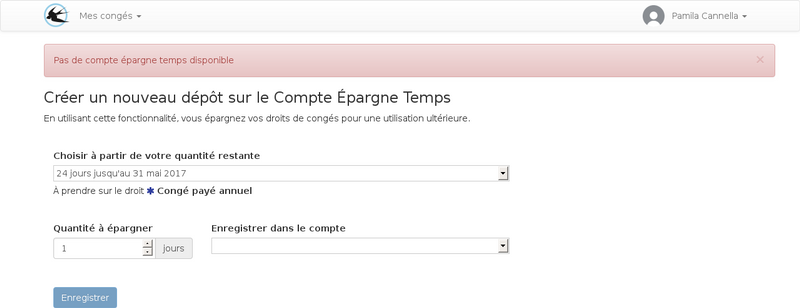 Mes congés
Pamila Cannella
Pas de compte épargne temps disponible
×
Créer un nouveau dépôt sur le Compte Épargne Temps
En utilisant cette fonctionnalité, vous épargnez vos droits de congés pour une utilisation ultérieure.
Choisir à partir de votre quantité restante
24 jours jusqu'au 31 mai 2017
À prendre sur le droit ✱ Congé payé annuel
Quantité à épargner
Enregistrer dans le compte
1 jours
Enregistrer